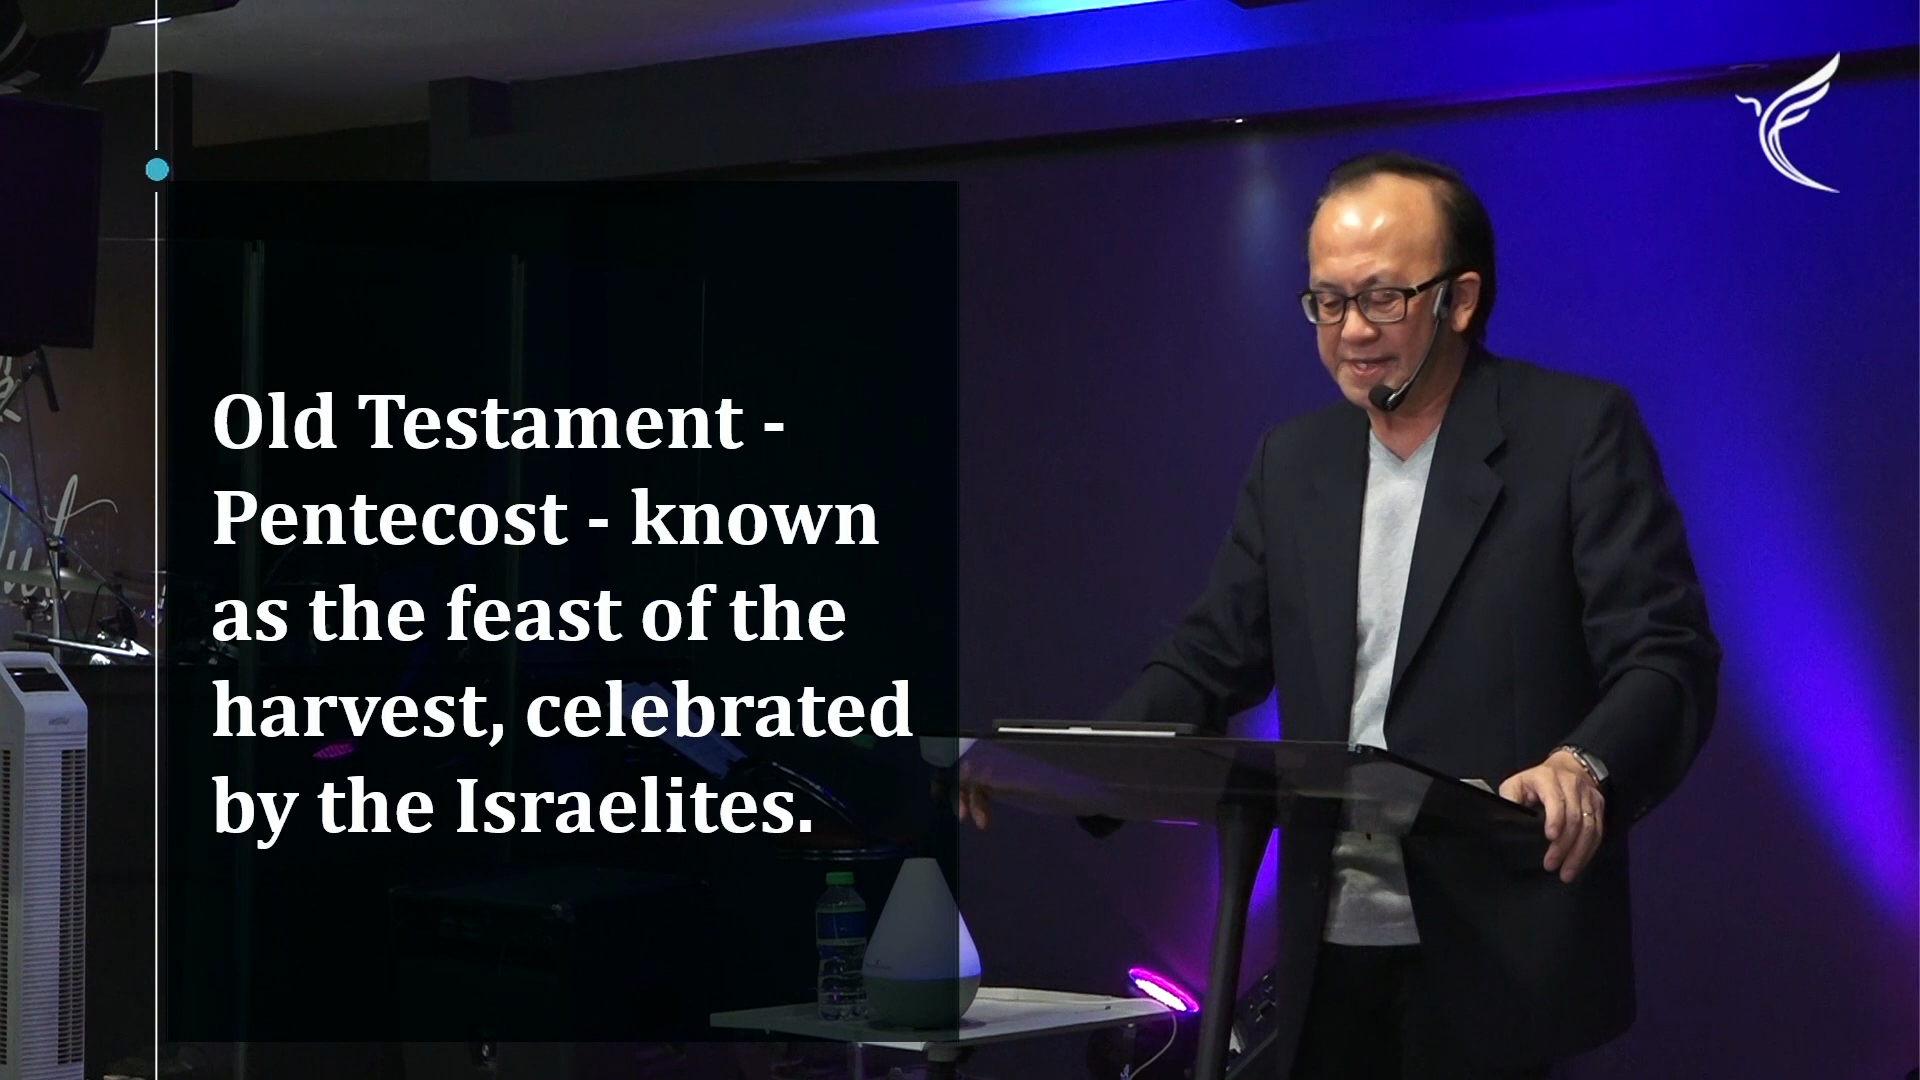 Old Testament -
Pentecost - known
as the feast of the
harvest, celebrated
by the Israelites.